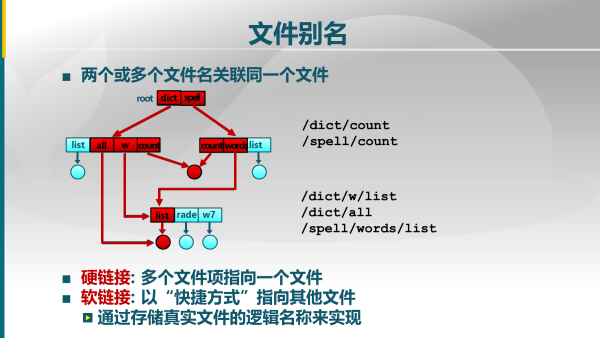 文件别名
两个或多个文件名关联同一个文件
root dict spell
list all w count count words list
list rade w7
/dict/count
/spell/count
/dict/w/list
/dict/all
/spell/words/list
硬链接: 多个文件项指向一个文件
软链接: 以“快捷方式”指向其他文件
通过存储真实文件的逻辑名称来实现